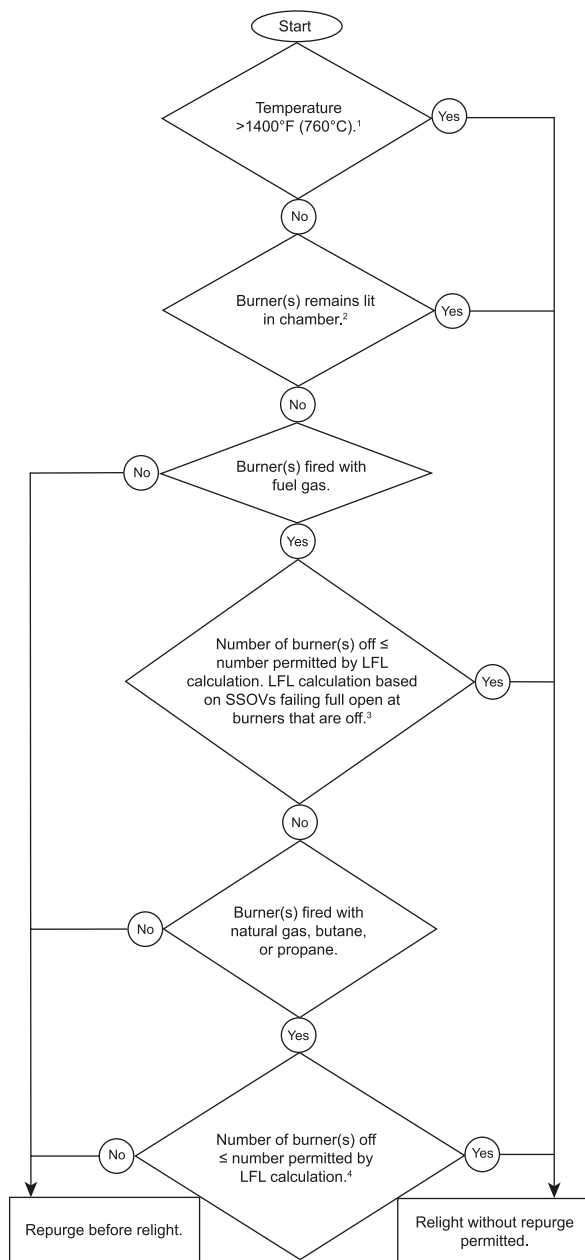 Start
Temperature
>1400°F (760°C).¹
Yes
No
Burner(s) remains lit
in chamber.²
Yes
No
Burner(s) fired with
fuel gas.
No
Yes
Number of burner(s) off ≤
number permitted by LFL
calculation. LFL calculation based
on SSOVs failing full open at
burners that are off.³
Yes
No
Burner(s) fired with
natural gas, butane,
or propane.
No
Yes
Number of burner(s) off
≤ number permitted by
LFL calculation.⁴
No
Yes
Repurge before relight.
Relight without repurge
permitted.